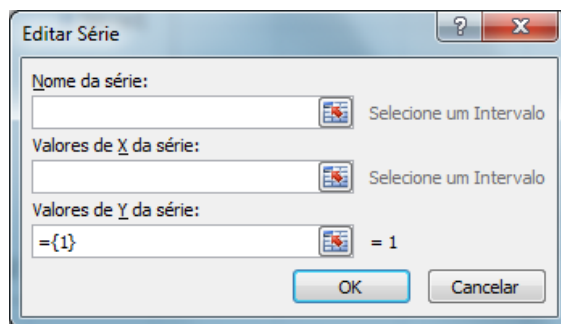 Editar Série
?
X
Nome da série:
Selecione um Intervalo
Valores de X da série:
Selecione um Intervalo
Valores de Y da série:
={1}
= 1
OK
Cancelar